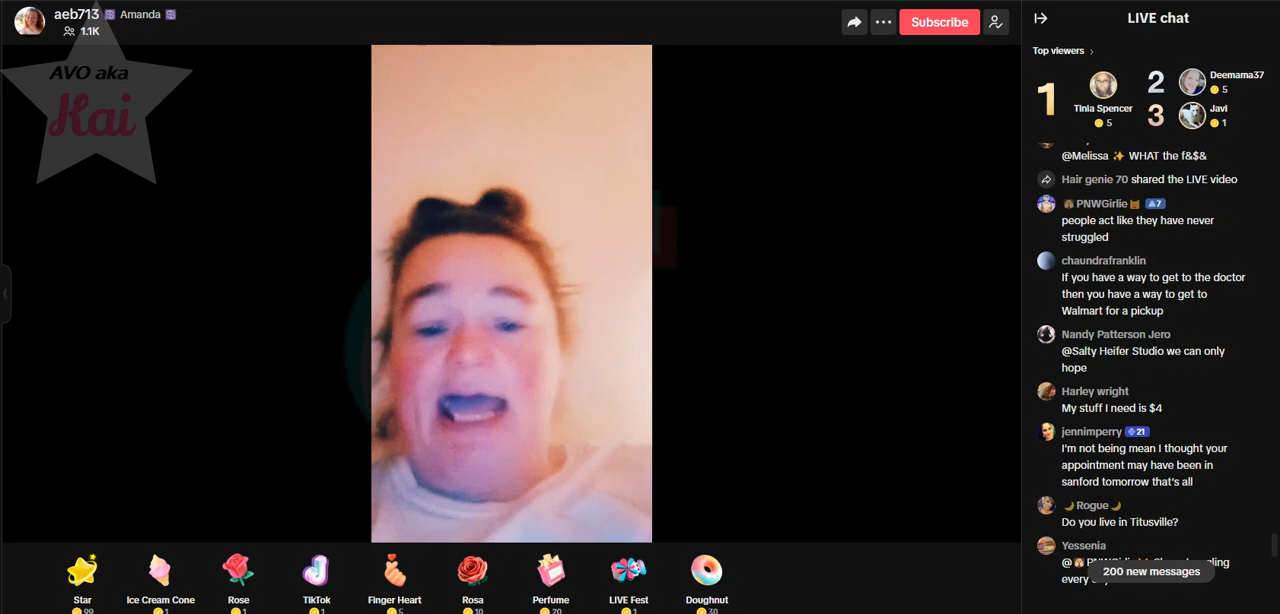 aeb713 Amanda
1.1K
AVO aka
Kai
Subscribe
LIVE chat
Top viewers
1
Tinia Spencer
5
2
Deemama37
5
3
Javi
1
@Melissa ✨ WHAT the f&$&
Hair genie 70 shared the LIVE video
PNWGirlie 7
people act like they have never
struggled
chaundrafranklin
If you have a way to get to the doctor
then you have a way to get to
Walmart for a pickup
Nandy Patterson Jero
@Salty Heifer Studio we can only
hope
Harley wright
My stuff I need is $4
jennimperry 21
I'm not being mean I thought your
appointment may have been in
sanford tomorrow that's all
🌙Rogue🌙
Do you live in Titusville?
Yessenia
every
200 new messages
Star
99
Ice Cream Cone
1
Rose
1
TikTok
1
Finger Heart
5
Rosa
10
Perfume
20
LIVE Fest
1
Doughnut
30